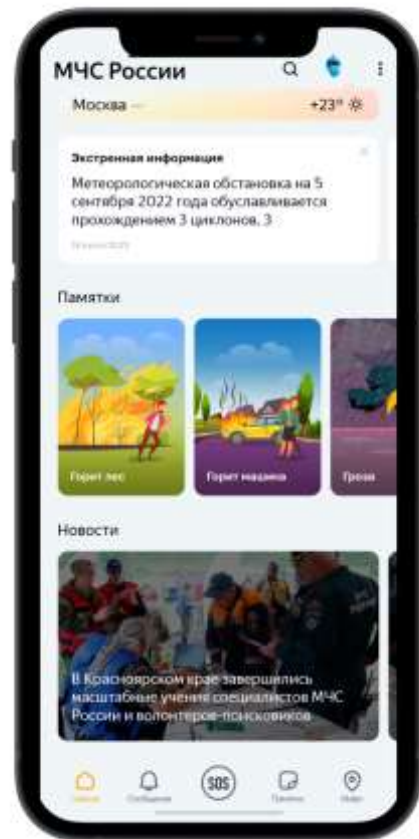 МЧС России
Москва
+23°
Экстренная информация
Метеорологическая обстановка на 5
сентября 2022 года обуславливается
прохождением 3 циклонов, 3
Памятки
Горит лес
Горит машина
Гроза
Новости
В Красноярском крае завершились
масштабные учения специалистов МЧС
России и волонтеров-поисковиков
SOS